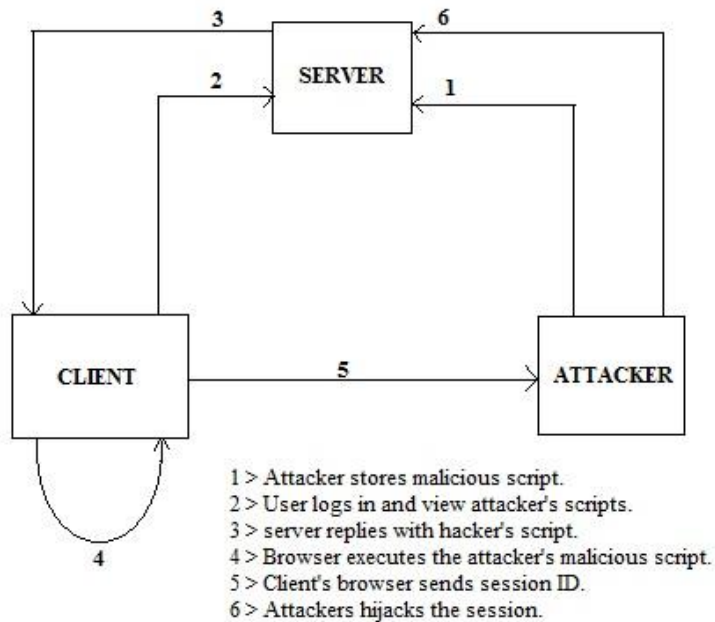 3
6
SERVER
2
1
CLIENT
5
ATTACKER
4
1 > Attacker stores malicious script.
2 > User logs in and view attacker's scripts.
3 > server replies with hacker's script.
4 > Browser executes the attacker's malicious script.
5 > Client's browser sends session ID.
6 > Attackers hijacks the session.